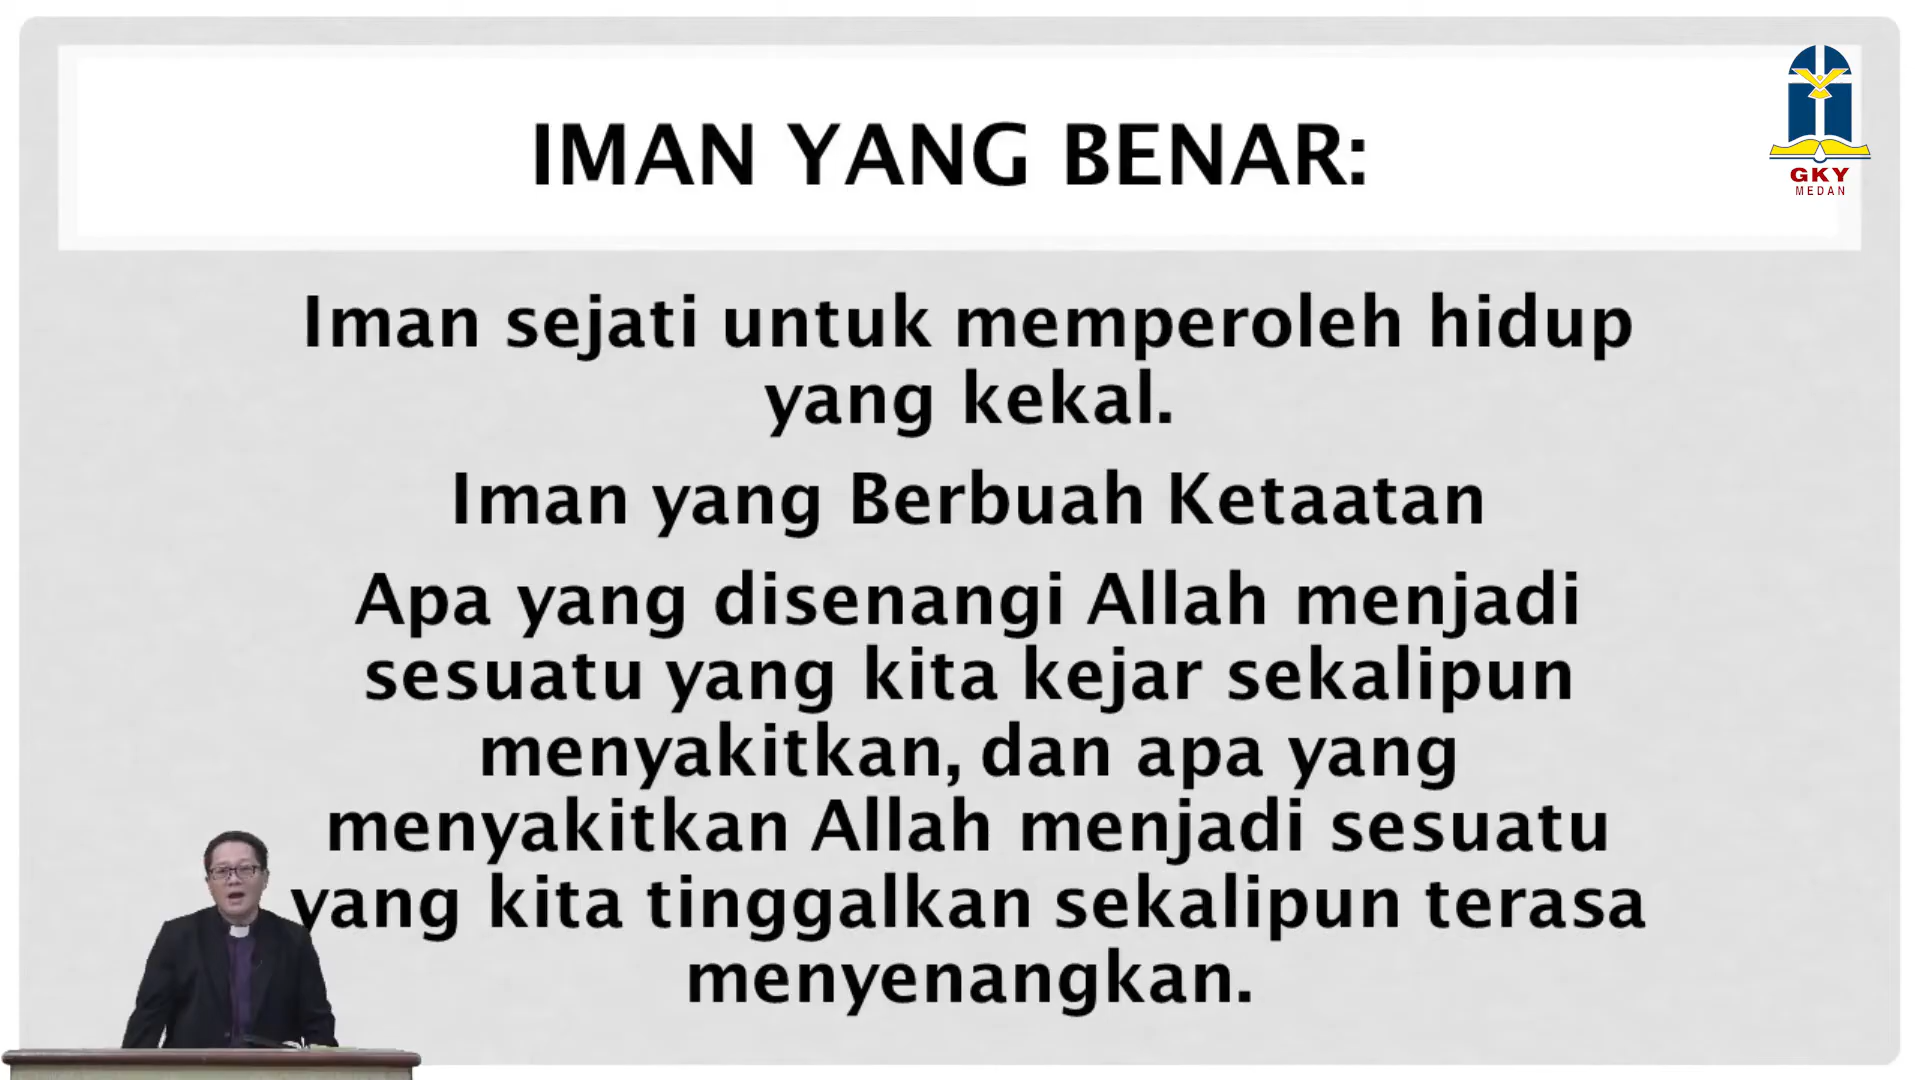 IMAN YANG BENAR:
GKY
MEDAN
Iman sejati untuk memperoleh hidup
yang kekal.
Iman yang Berbuah Ketaatan
Apa yang disenangi Allah menjadi
sesuatu yang kita kejar sekalipun
menyakitkan, dan apa yang
menyakitkan Allah menjadi sesuatu
yang kita tinggalkan sekalipun terasa
menyenangkan.